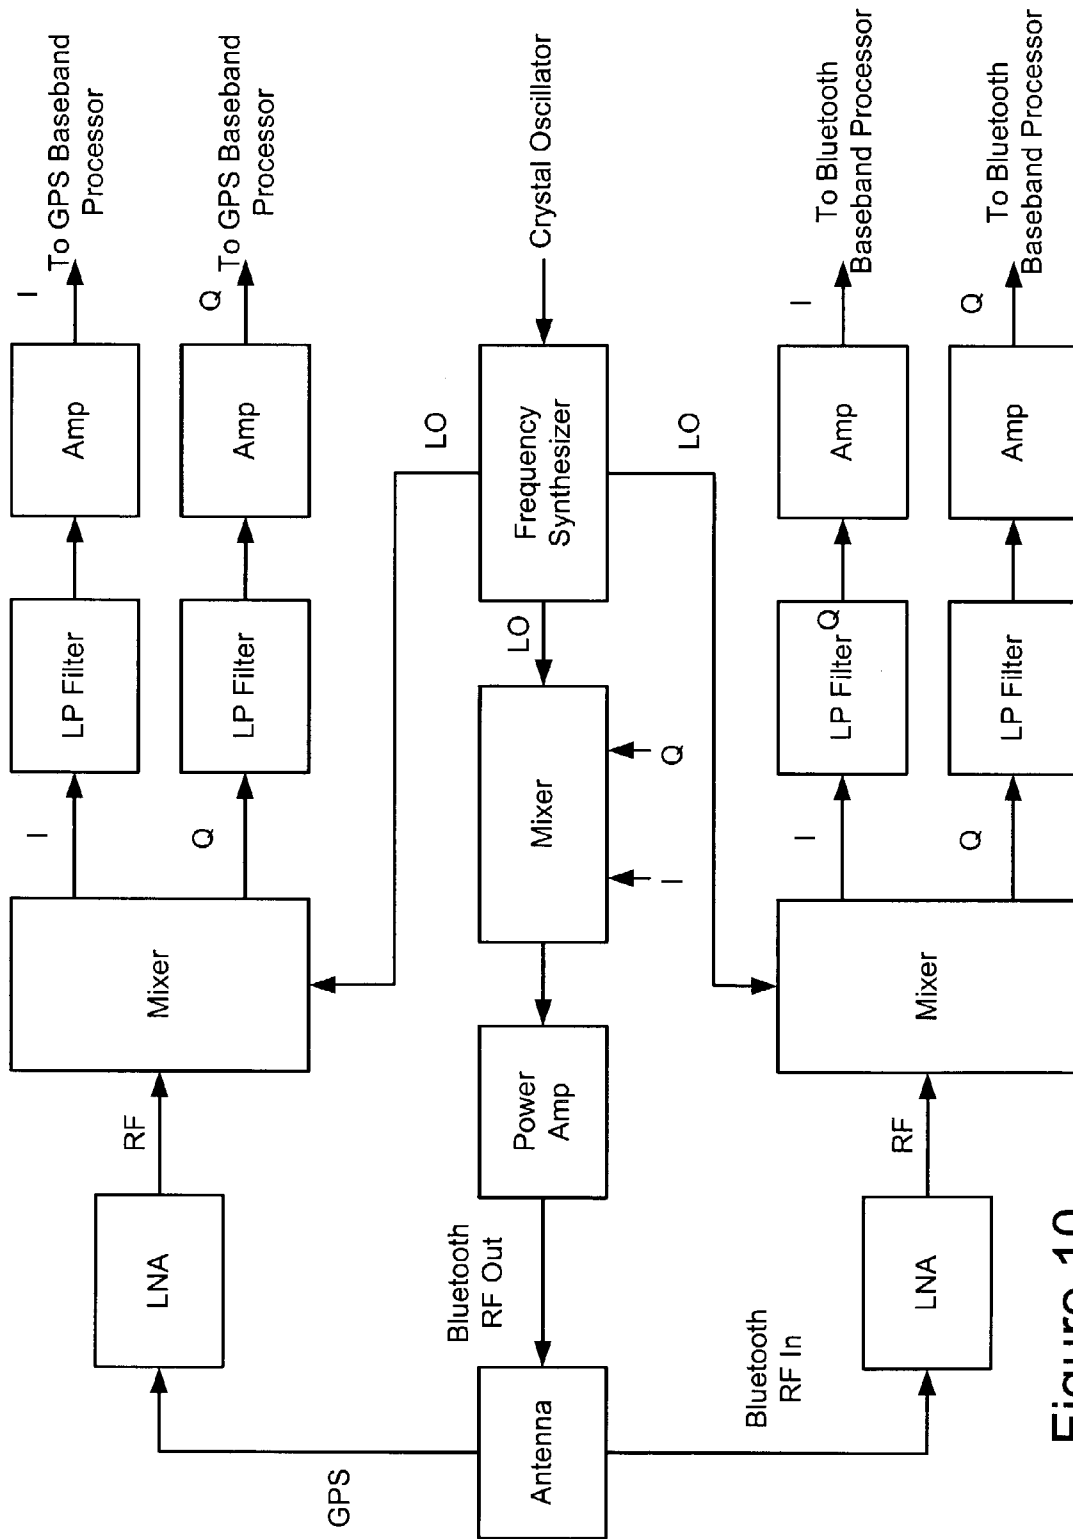 GPS
LNA
RF
Mixer
I
LP Filter
Amp
I
To GPS Baseband
Processor
Q
LP Filter
Amp
Q
To GPS Baseband
Processor
LO
Antenna
Bluetooth
RF Out
Power
Amp
Mixer
I
Q
LO
Frequency
Synthesizer
Crystal Oscillator
LO
Bluetooth
RF In
LNA
RF
Mixer
I
LP Filter
Q
Amp
I
To Bluetooth
Baseband Processor
Q
LP Filter
Amp
Q
To Bluetooth
Baseband Processor
Figure 10